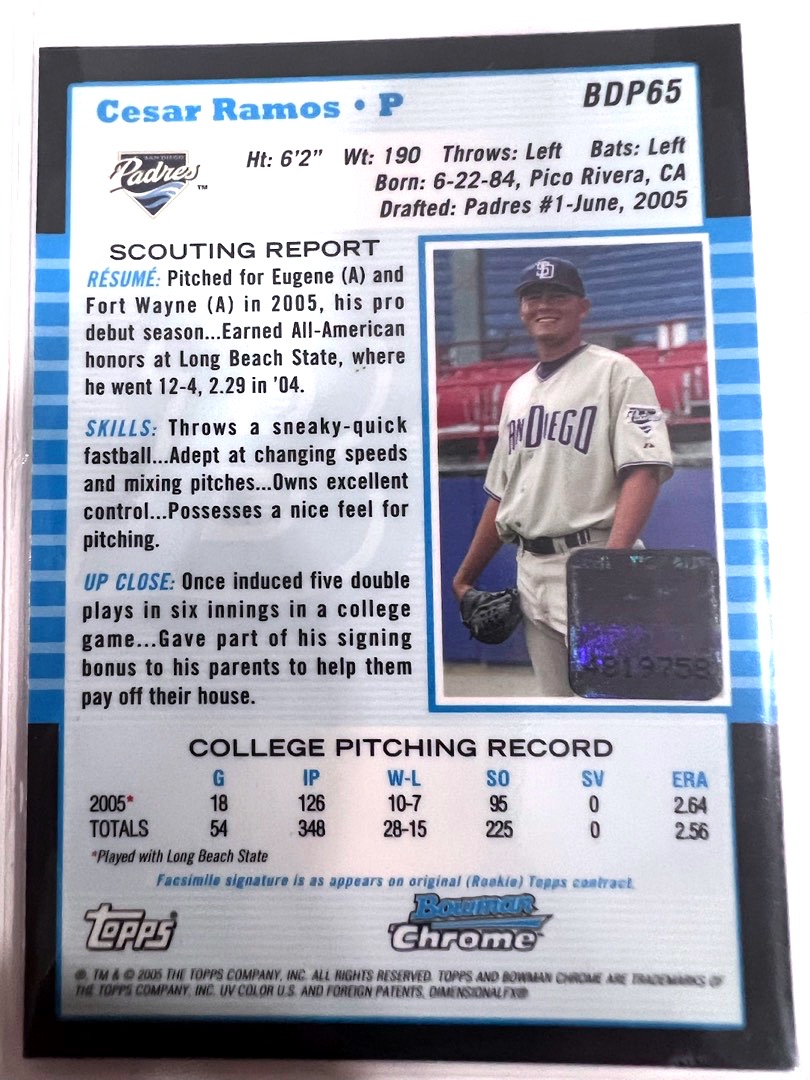 Cesar Ramos • P
BDP65
SAN DIEGO
Padres™
Ht: 6'2" Wt: 190 Throws: Left Bats: Left
Born: 6-22-84, Pico Rivera, CA
Drafted: Padres #1-June, 2005
SCOUTING REPORT
RÉSUMÉ: Pitched for Eugene (A) and
Fort Wayne (A) in 2005, his pro
debut season...Earned All-American
honors at Long Beach State, where
he went 12-4, 2.29 in '04.
SKILLS: Throws a sneaky-quick
fastball...Adept at changing speeds
and mixing pitches...Owns excellent
control...Possesses a nice feel for
pitching.
UP CLOSE: Once induced five double
plays in six innings in a college
game...Gave part of his signing
bonus to his parents to help them
pay off their house.
SD
AN DIEGO
Padres
COLLEGE PITCHING RECORD
G IP W-L SO SV ERA
2005* 18 126 10-7 95 0 2.64
TOTALS 54 348 28-15 225 0 2.56
*Played with Long Beach State
Facsimile signature is as appears on original (Rookie) Topps contract.
TOPPS®
Bowman
Chrome
®, TM & © 2005 THE TOPPS COMPANY, INC. ALL RIGHTS RESERVED. TOPPS AND BOWMAN CHROME ARE TRADEMARKS OF
THE TOPPS COMPANY, INC. UV COLOR U.S. AND FOREIGN PATENTS, DIMENSIONALFX®